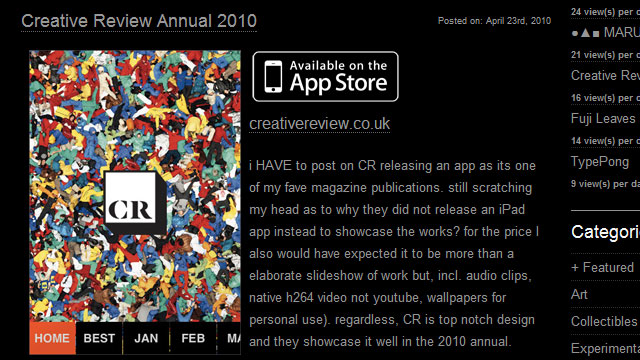 Creative Review Annual 2010
Posted on: April 23rd, 2010
Available on the
App Store
creativereview.co.uk
i HAVE to post on CR releasing an app as its one
of my fave magazine publications. still scratching
my head as to why they did not release an iPad
app instead to showcase the works? for the price I
also would have expected it to be more than a
elaborate slideshow of work but, incl. audio clips,
native h264 video not youtube, wallpapers for
personal use). regardless, CR is top notch design
and they showcase it well in the 2010 annual.
CR
HOME BEST JAN FEB MA
24 view(s) per d
●▲■ MARU
21 view(s) per d
Creative Rev
16 view(s) per d
Fuji Leaves
14 view(s) per d
TypePong
9 view(s) per da
Categori
+ Featured
Art
Collectibles
Experimenta